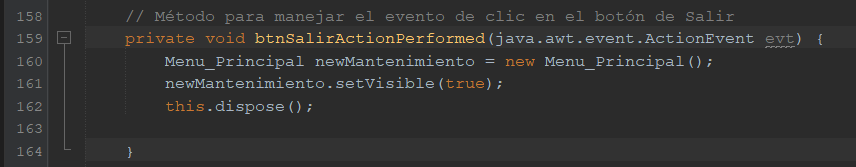 158 // Método para manejar el evento de clic en el botón de Salir
159 private void btnSalirActionPerformed(java.awt.event.ActionEvent evt) {
160 Menu_Principal newMantenimiento = new Menu_Principal();
161 newMantenimiento.setVisible(true);
162 this.dispose();
163
164 }